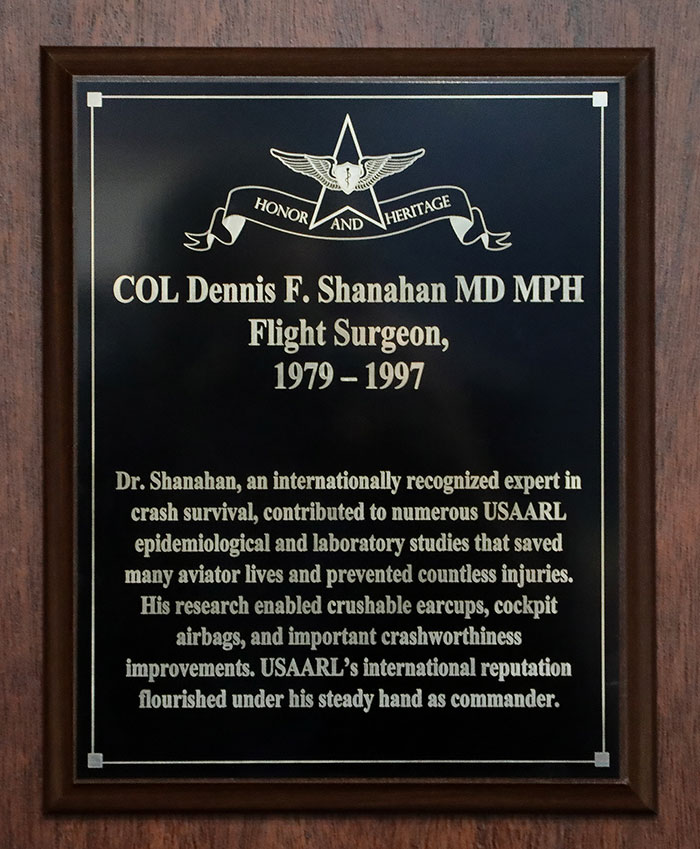 HONOR AND HERITAGE
COL Dennis F. Shanahan MD MPH
Flight Surgeon,
1979 – 1997
Dr. Shanahan, an internationally recognized expert in
crash survival, contributed to numerous USAARL
epidemiological and laboratory studies that saved
many aviator lives and prevented countless injuries.
His research enabled crushable earcups, cockpit
airbags, and important crashworthiness
improvements. USAARL's international reputation
flourished under his steady hand as commander.